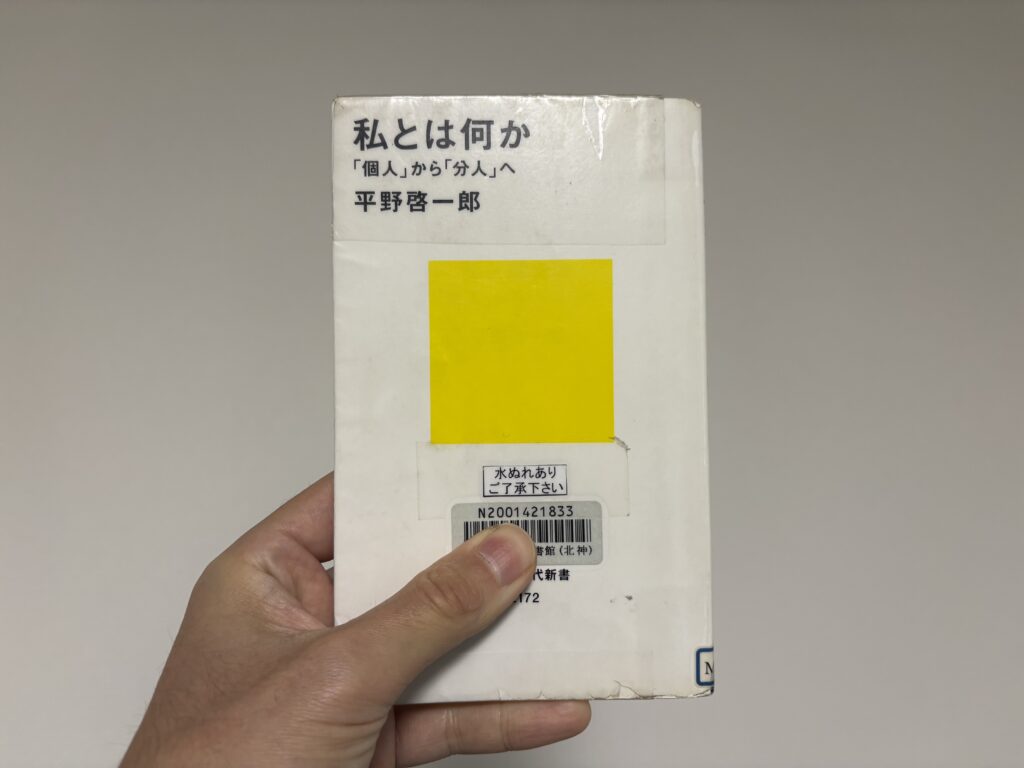 私とは何か
「個人」から「分人」へ
平野啓一郎
水ぬれあり
ご了承下さい
N2001421833
書館(北神)
代新書
172
N